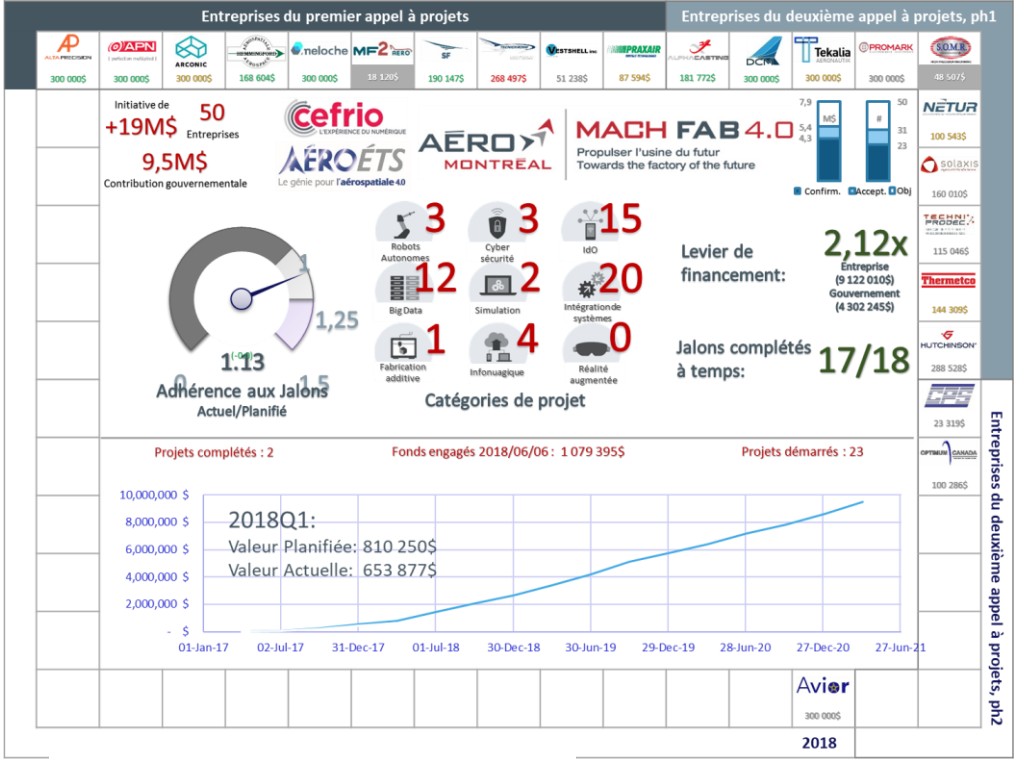 Entreprises du premier appel à projets
Entreprises du deuxième appel à projets, ph1
AP
ALTA PRECISION
300 000$
APN
300 000$
ARCONIC
300 000$
HEMMINGFORD
168 604$
meloche
300 000$
MF2 AERO
18 120$
SF
190 147$
268 497$
VESTSHELL INC
51 238$
PRAXAIR
87 594$
ALPHACASTING
181 772$
DCM
300 000$
Tekalia
AERONAUTIK
300 000$
PROMARK
300 000$
S.O.M.R.
48 507$
Initiative de
+19M$
50
Entreprises
9,5M$
Contribution gouvernementale
cefrio
L'EXPÉRIENCE DU NUMÉRIQUE
AÉROÉTS
Le génie pour l'aérospatiale 4.0
AÉRO
MONTRÉAL
MACH FAB 4.0
Propulser l'usine du futur
Towards the factory of the future
7,9
5,4
4,3
M$
#
50
31
23
Confirm.
Accept.
Obj
NETUR
100 543$
solaxis
160 010$
TECHNI PRODEC
115 046$
Thermetco
144 309$
HUTCHINSON
288 528$
CPS
23 319$
OPTIMUM CANADA
100 286$
1
1,25
(-0.0)
1.13
0
1.5
Adhérence aux Jalons
Actuel/Planifié
3
Robots
Autonomes
3
Cyber
sécurité
15
IdO
12
Big Data
2
Simulation
20
Intégration de
systèmes
1
Fabrication
additive
4
Infonuagique
0
Réalité
augmentée
Catégories de projet
Levier de
financement:
2,12x
Entreprise
(9 122 010$)
Gouvernement
(4 302 245$)
Jalons complétés
à temps:
17/18
Entreprises du deuxième appel à projets, ph2
Projets complétés : 2
Fonds engagés 2018/06/06 : 1 079 395$
Projets démarrés : 23
10,000,000 $
8,000,000 $
6,000,000 $
4,000,000 $
2,000,000 $
- $
2018Q1:
Valeur Planifiée: 810 250$
Valeur Actuelle: 653 877$
01-Jan-17
02-Jul-17
31-Dec-17
01-Jul-18
30-Dec-18
30-Jun-19
29-Dec-19
28-Jun-20
27-Dec-20
27-Jun-21
Avior
300 000$
2018